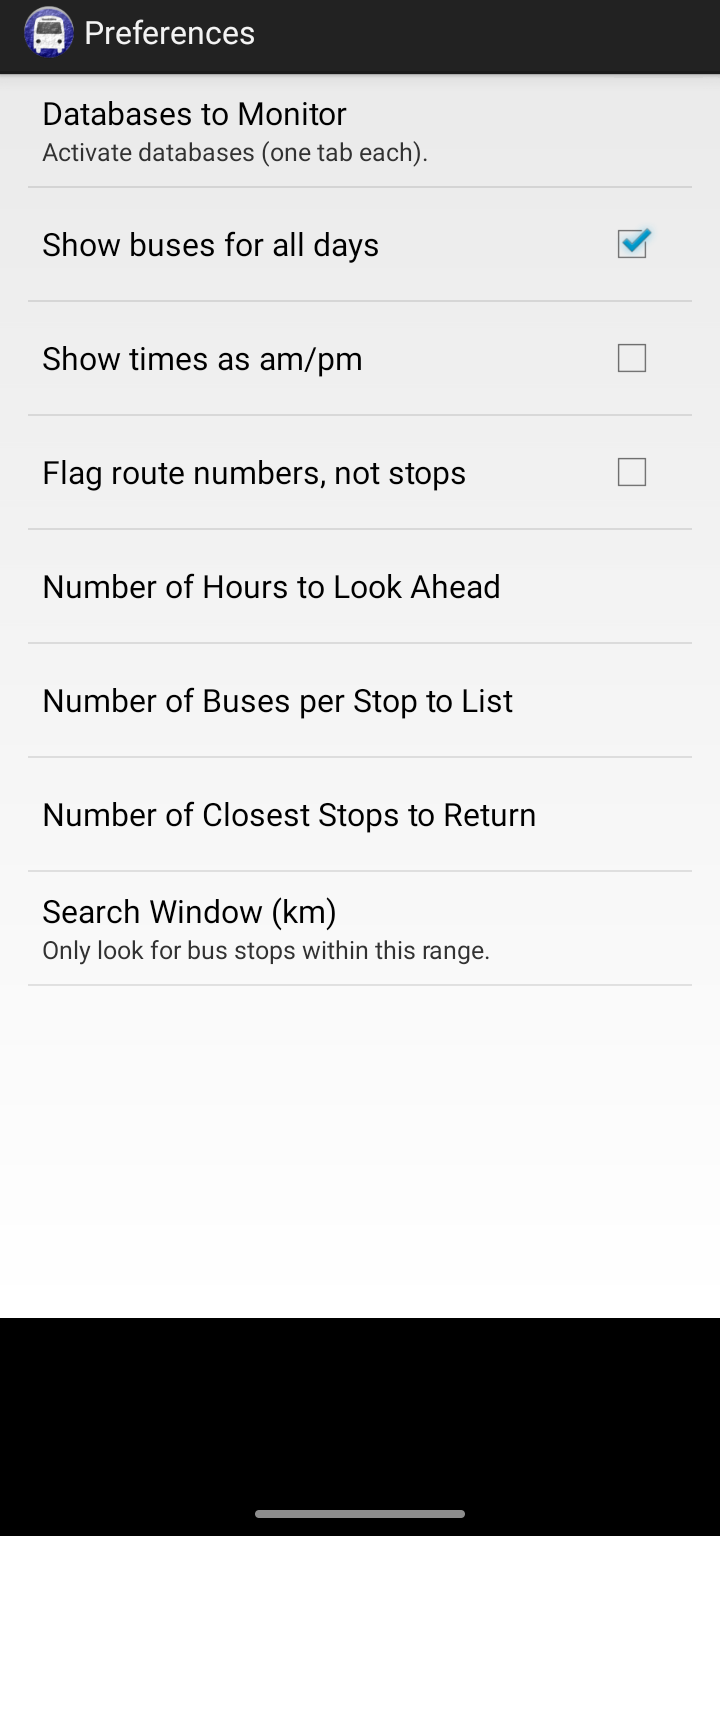 Preferences
Databases to Monitor
Activate databases (one tab each).
Show buses for all days
Show times as am/pm
Flag route numbers, not stops
Number of Hours to Look Ahead
Number of Buses per Stop to List
Number of Closest Stops to Return
Search Window (km)
Only look for bus stops within this range.